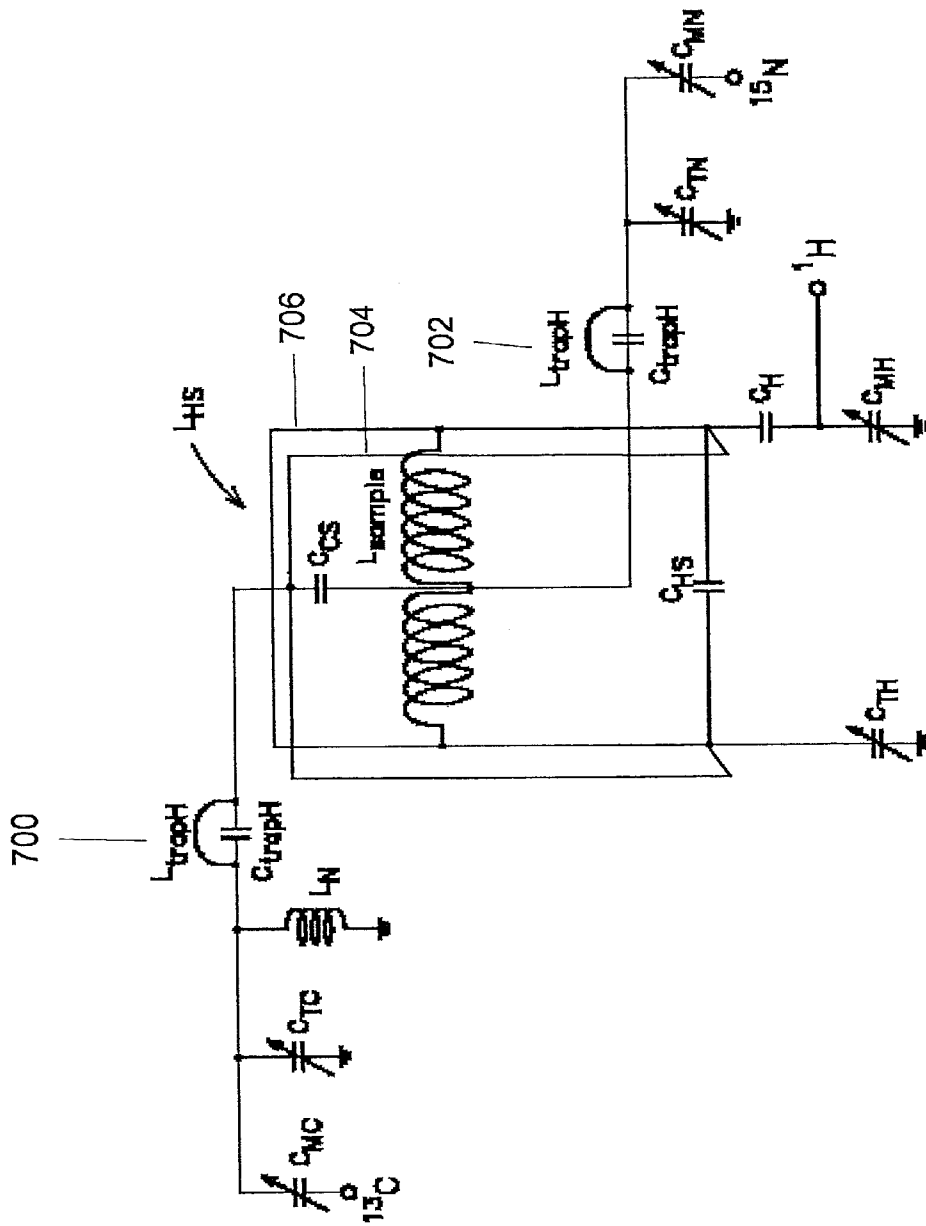 700
LtrapH
CtrapH
LN
CTC
CMC
13C
LHS
706
704
CCS
Lsample
702
LtrapH
CtrapH
CHS
CTH
CH
1H
CMH
CTN
CMN
15N